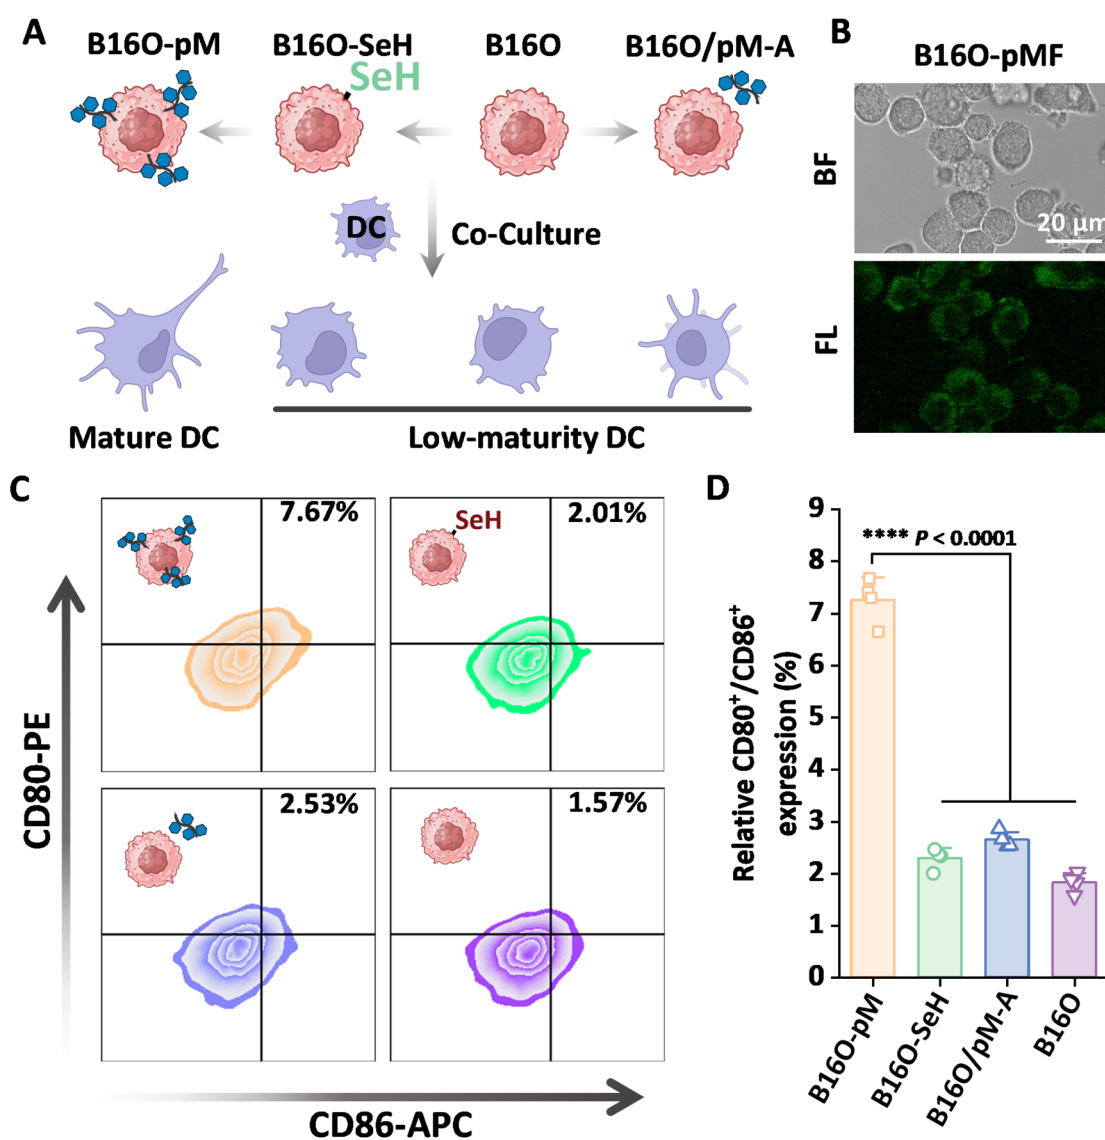 A
B16O-pM
B16O-SeH
B16O
B16O/pM-A
SeH
DC
Co-Culture
Mature DC
Low-maturity DC
B
B16O-pMF
BF
20 μm
FL
C
7.67%
SeH
2.01%
2.53%
1.57%
CD80-PE
CD86-APC
D
Relative CD80⁺/CD86⁺
expression (%)
9
8
7
6
5
4
3
2
1
0
**** P < 0.0001
B16O-pM
B16O-SeH
B16O/pM-A
B16O